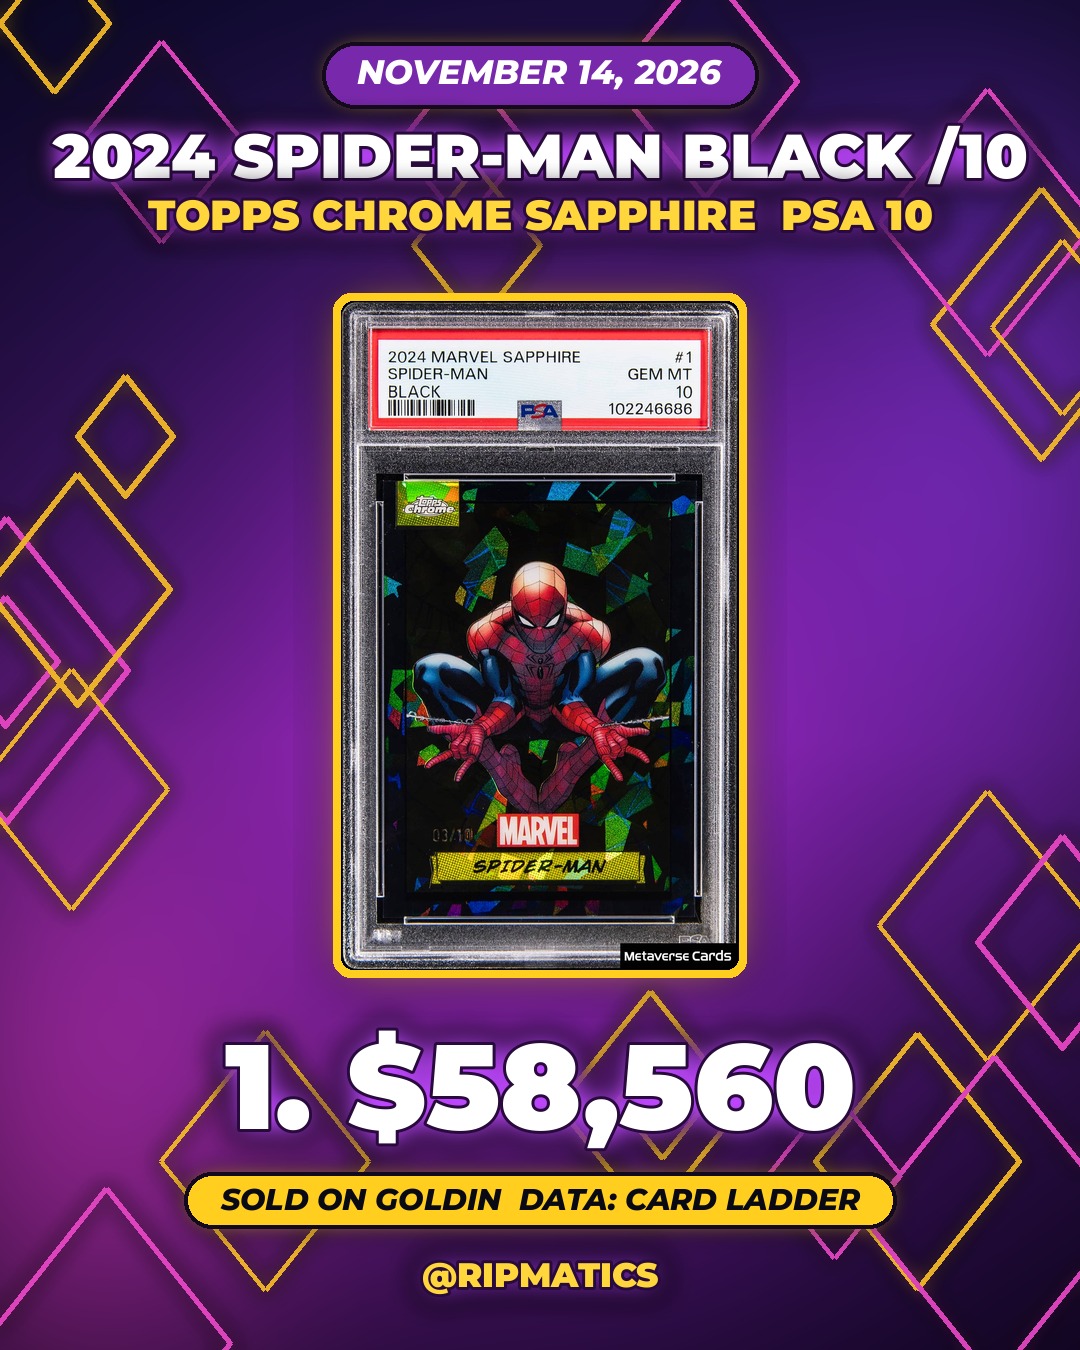 NOVEMBER 14, 2026
2024 SPIDER-MAN BLACK /10
TOPPS CHROME SAPPHIRE PSA 10
2024 MARVEL SAPPHIRE #1
SPIDER-MAN GEM MT
BLACK 10
PSA 102246686
Topps
Chrome
03/10
MARVEL
SPIDER-MAN
PSA
Metaverse Cards
1. $58,560
SOLD ON GOLDIN DATA: CARD LADDER
@RIPMATICS